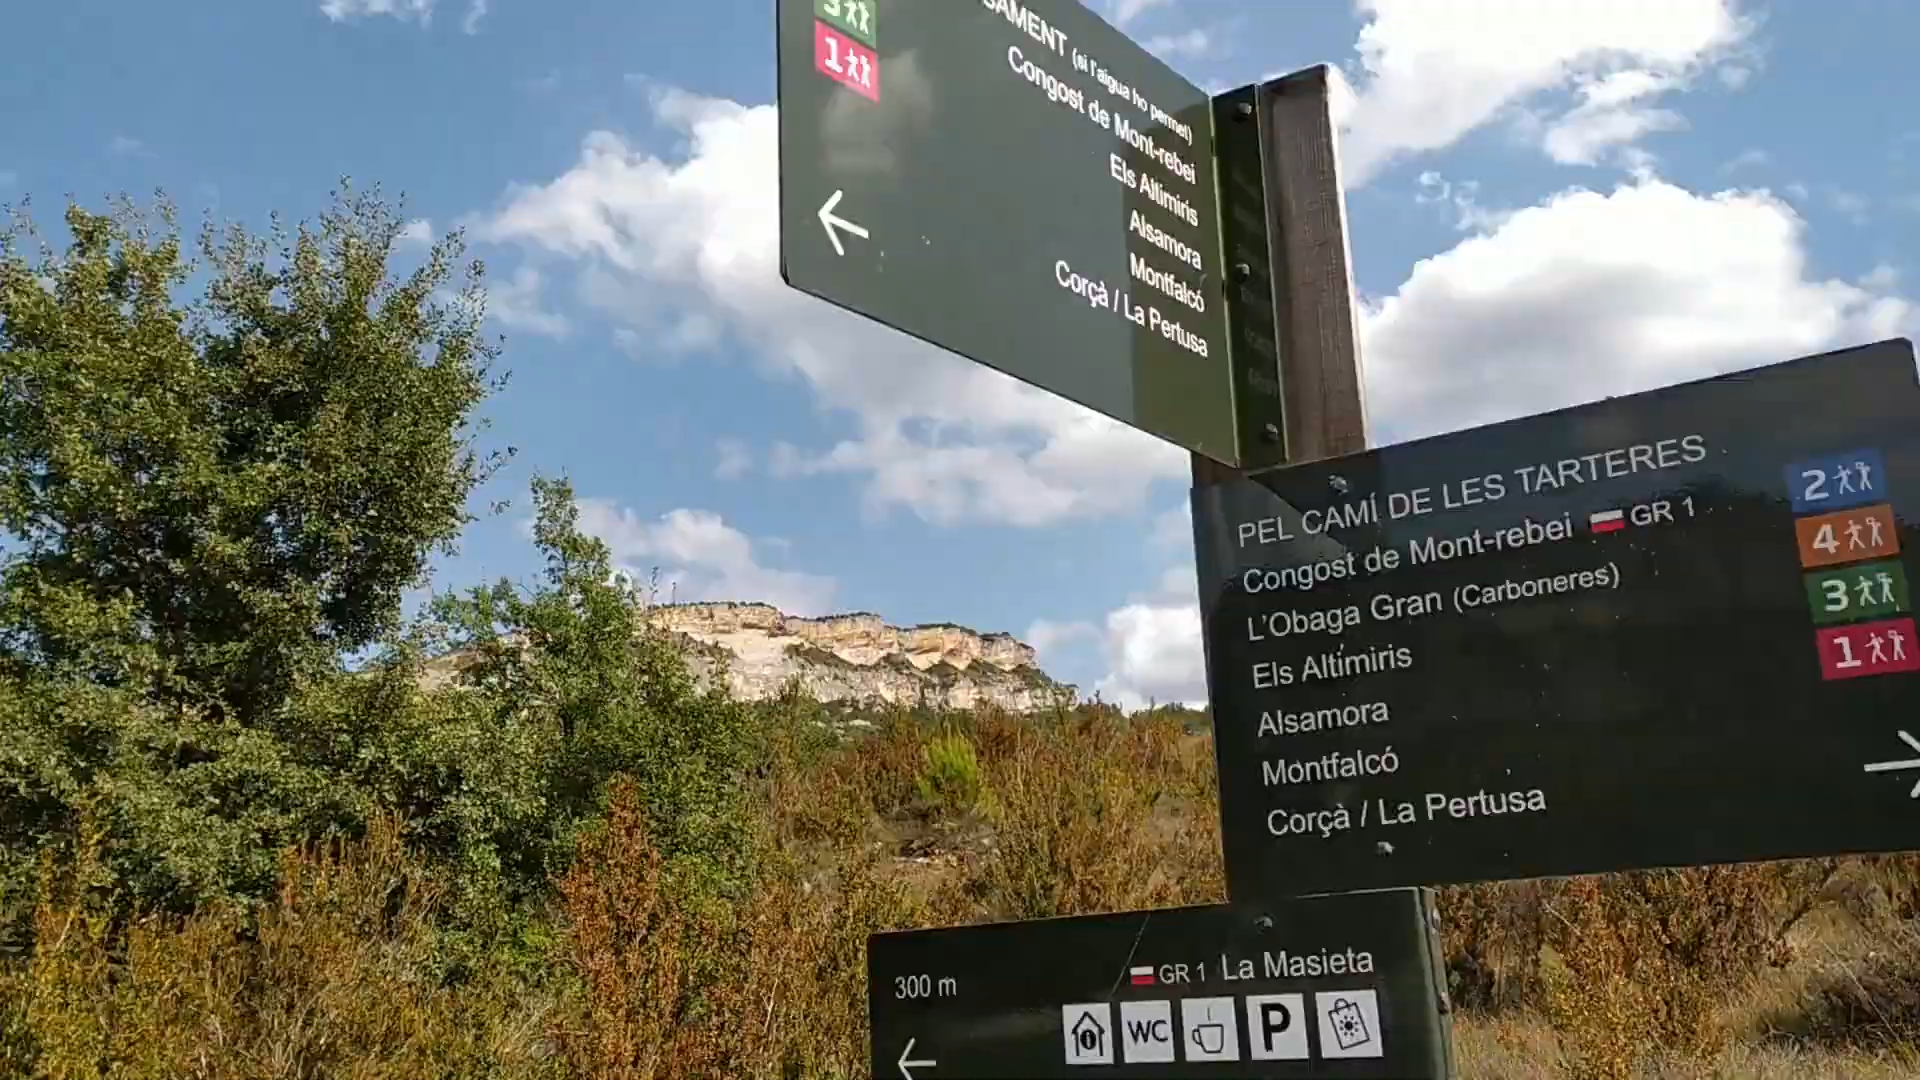 3
1
(si l'aigua ho permet)
Congost de Mont-rebei
Els Altimiris
Alsamora
Montfalcó
Corçà / La Pertusa
PEL CAMÍ DE LES TARTERES
Congost de Mont-rebei GR 1
L'Obaga Gran (Carboneres)
Els Altimiris
Alsamora
Montfalcó
Corçà / La Pertusa
2
4
3
1
300 m
GR 1 La Masieta
WC P